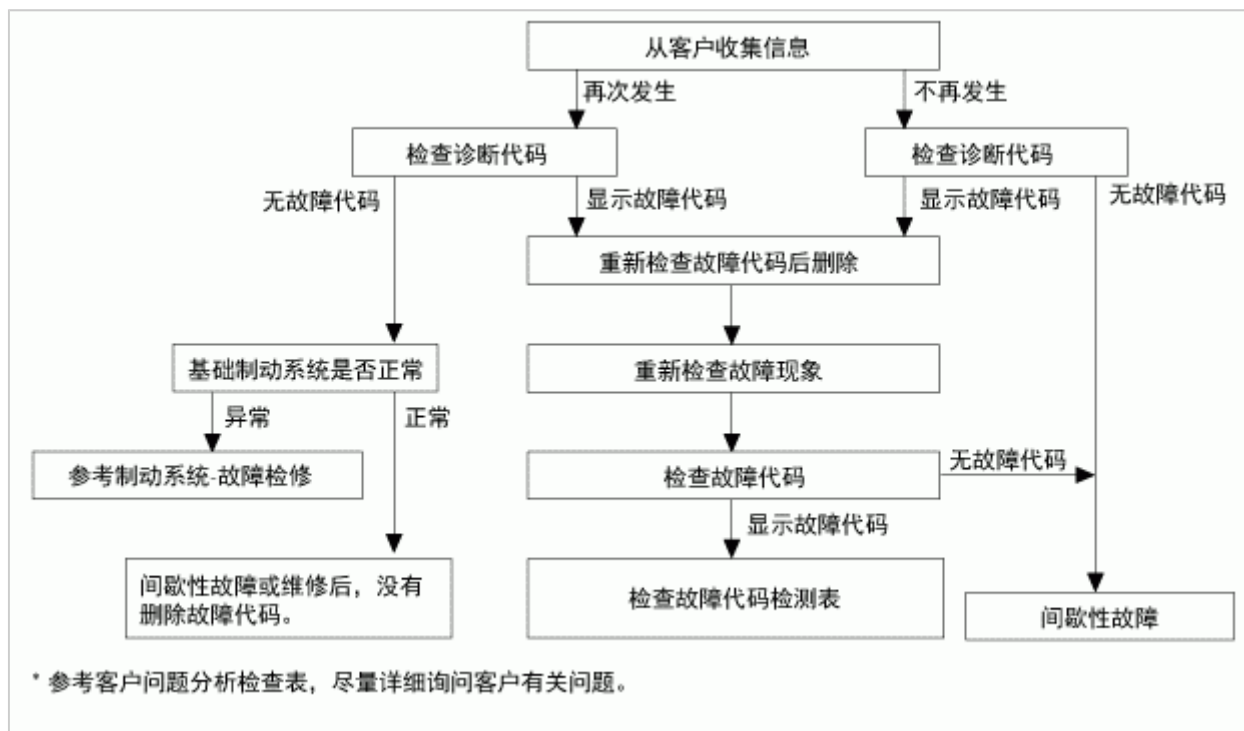 从客户收集信息
再次发生
不再发生
检查诊断代码
检查诊断代码
无故障代码
显示故障代码
显示故障代码
无故障代码
重新检查故障代码后删除
基础制动系统是否正常
重新检查故障现象
异常
正常
参考制动系统-故障检修
检查故障代码
无故障代码
显示故障代码
间歇性故障或维修后，没有
删除故障代码。
检查故障代码检测表
间歇性故障
* 参考客户问题分析检查表，尽量详细询问客户有关问题。